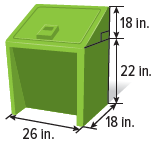 18 in.
22 in.
18 in.
26 in.